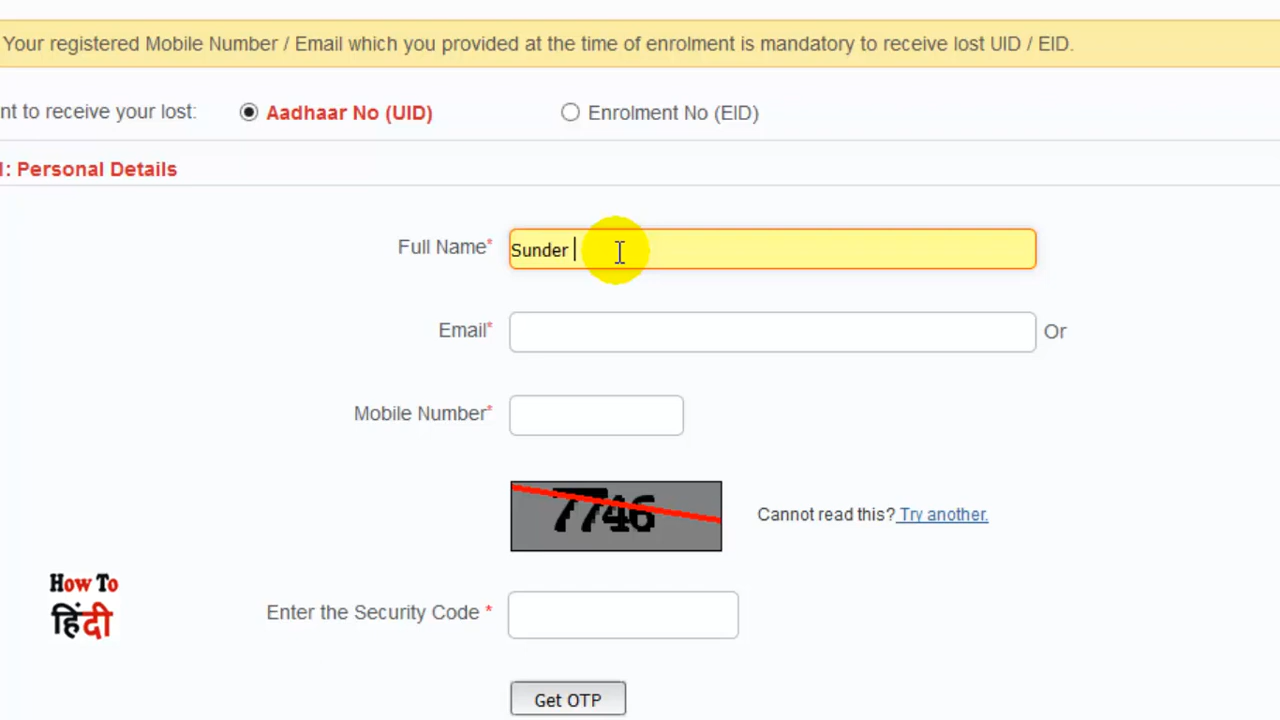 Your registered Mobile Number / Email which you provided at the time of enrolment is mandatory to receive lost UID / EID.
nt to receive your lost: Aadhaar No (UID) Enrolment No (EID)
1: Personal Details
Full Name* Sunder
Email* Or
Mobile Number*
7746 Cannot read this? Try another.
How To
हिंदी
Enter the Security Code *
Get OTP